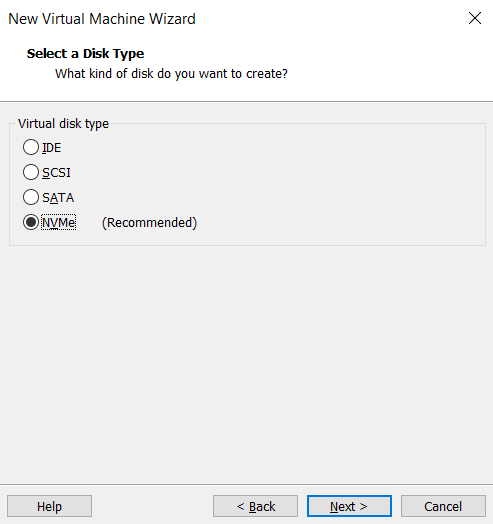 New Virtual Machine Wizard
Select a Disk Type
What kind of disk do you want to create?
Virtual disk type
IDE
SCSI
SATA
NVMe (Recommended)
Help < Back Next > Cancel